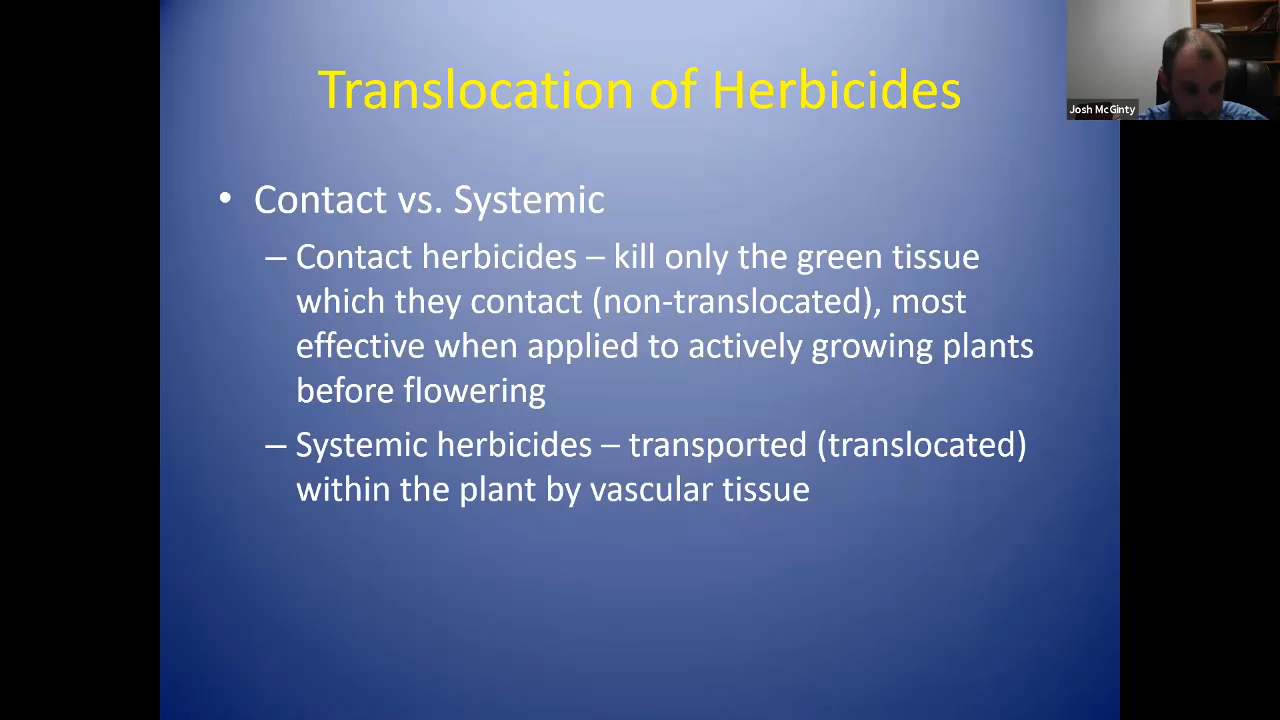 Translocation of Herbicides
Josh McGinty
• Contact vs. Systemic
– Contact herbicides – kill only the green tissue
which they contact (non-translocated), most
effective when applied to actively growing plants
before flowering
– Systemic herbicides – transported (translocated)
within the plant by vascular tissue